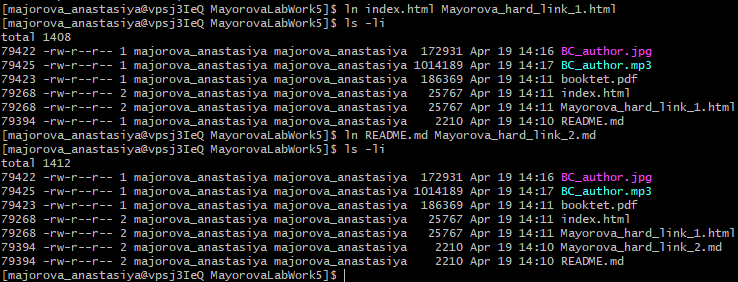 [majorova_anastasiya@vpsj3IeQ MayorovaLabWork5]$ ln index.html Mayorova_hard_link_1.html
[majorova_anastasiya@vpsj3IeQ MayorovaLabWork5]$ ls -li
total 1408
79422 -rw-r--r-- 1 majorova_anastasiya majorova_anastasiya  172931 Apr 19 14:16 BC_author.jpg
79425 -rw-r--r-- 1 majorova_anastasiya majorova_anastasiya 1014189 Apr 19 14:17 BC_author.mp3
79423 -rw-r--r-- 1 majorova_anastasiya majorova_anastasiya  186369 Apr 19 14:11 booktet.pdf
79268 -rw-r--r-- 2 majorova_anastasiya majorova_anastasiya   25767 Apr 19 14:11 index.html
79268 -rw-r--r-- 2 majorova_anastasiya majorova_anastasiya   25767 Apr 19 14:11 Mayorova_hard_link_1.html
79394 -rw-r--r-- 1 majorova_anastasiya majorova_anastasiya    2210 Apr 19 14:10 README.md
[majorova_anastasiya@vpsj3IeQ MayorovaLabWork5]$ ln README.md Mayorova_hard_link_2.md
[majorova_anastasiya@vpsj3IeQ MayorovaLabWork5]$ ls -li
total 1412
79422 -rw-r--r-- 1 majorova_anastasiya majorova_anastasiya  172931 Apr 19 14:16 BC_author.jpg
79425 -rw-r--r-- 1 majorova_anastasiya majorova_anastasiya 1014189 Apr 19 14:17 BC_author.mp3
79423 -rw-r--r-- 1 majorova_anastasiya majorova_anastasiya  186369 Apr 19 14:11 booktet.pdf
79268 -rw-r--r-- 2 majorova_anastasiya majorova_anastasiya   25767 Apr 19 14:11 index.html
79268 -rw-r--r-- 2 majorova_anastasiya majorova_anastasiya   25767 Apr 19 14:11 Mayorova_hard_link_1.html
79394 -rw-r--r-- 2 majorova_anastasiya majorova_anastasiya    2210 Apr 19 14:10 Mayorova_hard_link_2.md
79394 -rw-r--r-- 2 majorova_anastasiya majorova_anastasiya    2210 Apr 19 14:10 README.md
[majorova_anastasiya@vpsj3IeQ MayorovaLabWork5]$